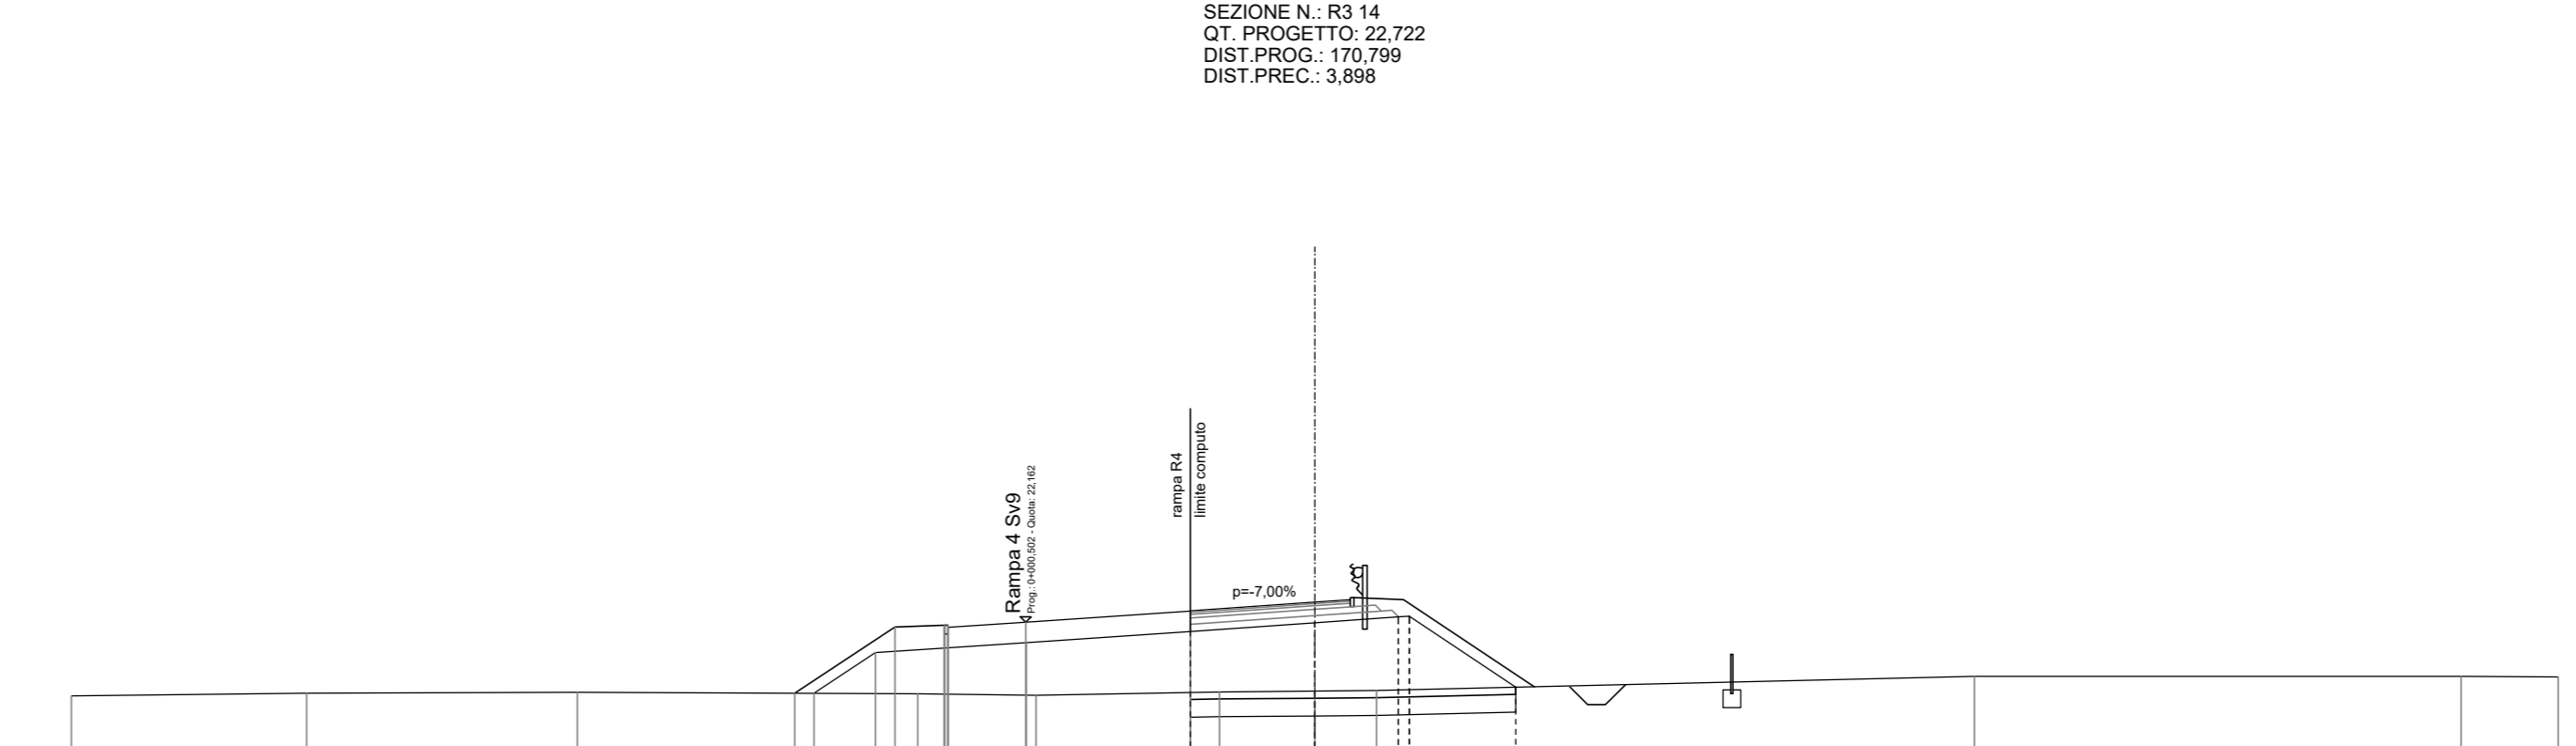 SEZIONE N.: R3 14
QT. PROGETTO: 22,722
DIST.PROG.: 170,799
DIST.PREC.: 3,898
rampa R4
limite computo
Rampa 4 Sv9
Prog.: 0+000,502 - Quota: 22,162
p=-7,00%